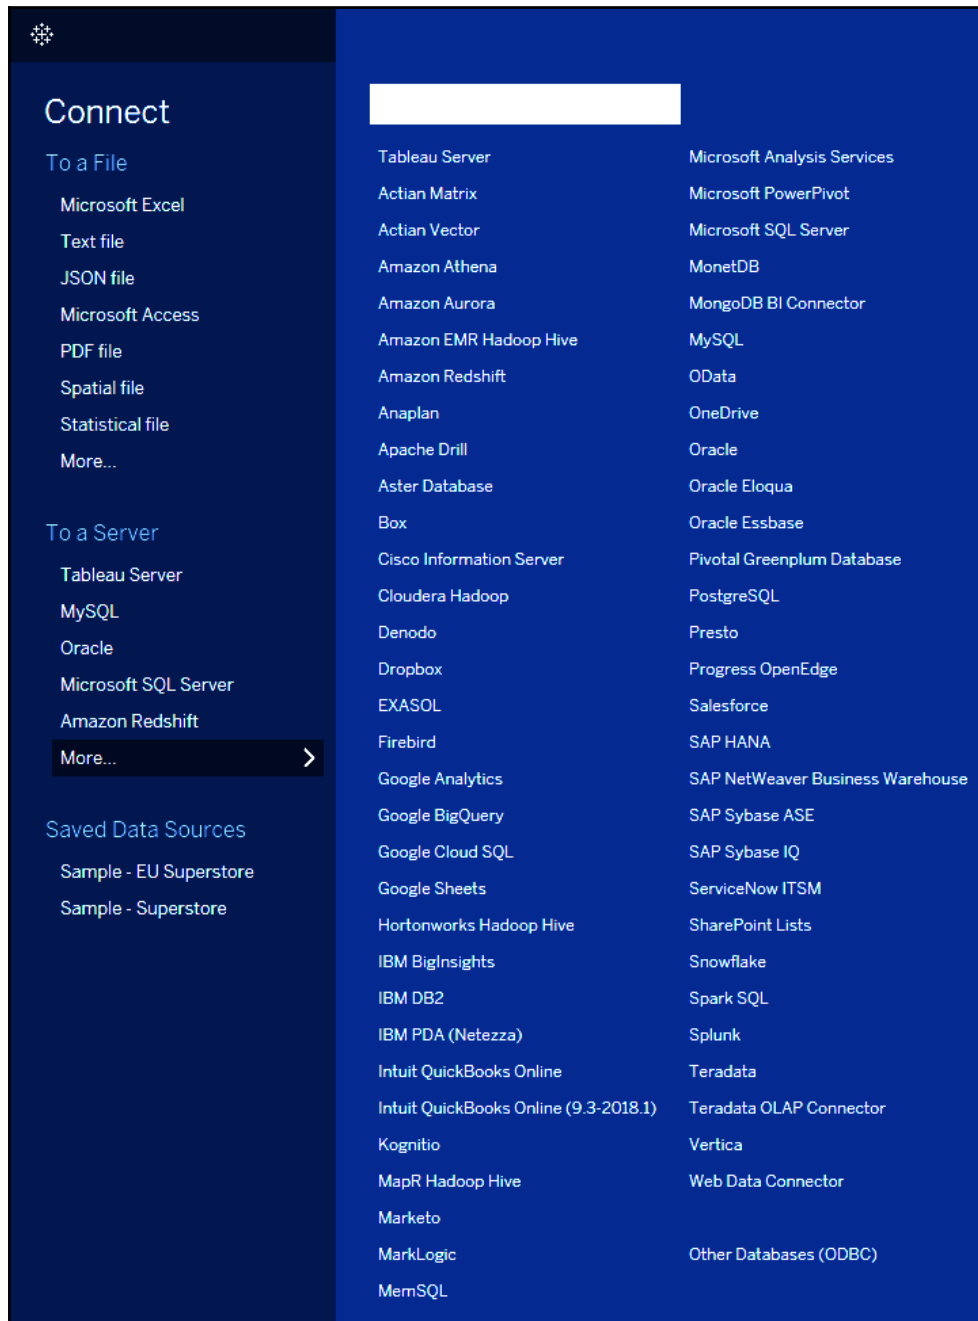 Connect
To a File
Microsoft Excel
Text file
JSON file
Microsoft Access
PDF file
Spatial file
Statistical file
More...
To a Server
Tableau Server
MySQL
Oracle
Microsoft SQL Server
Amazon Redshift
More...
Saved Data Sources
Sample - EU Superstore
Sample - Superstore
Tableau Server
Actian Matrix
Actian Vector
Amazon Athena
Amazon Aurora
Amazon EMR Hadoop Hive
Amazon Redshift
Anaplan
Apache Drill
Aster Database
Box
Cisco Information Server
Cloudera Hadoop
Denodo
Dropbox
EXASOL
Firebird
Google Analytics
Google BigQuery
Google Cloud SQL
Google Sheets
Hortonworks Hadoop Hive
IBM BigInsights
IBM DB2
IBM PDA (Netezza)
Intuit QuickBooks Online
Intuit QuickBooks Online (9.3-2018.1)
Kognitio
MapR Hadoop Hive
Marketo
MarkLogic
MemSQL
Microsoft Analysis Services
Microsoft PowerPivot
Microsoft SQL Server
MonetDB
MongoDB BI Connector
MySQL
OData
OneDrive
Oracle
Oracle Eloqua
Oracle Essbase
Pivotal Greenplum Database
PostgreSQL
Presto
Progress OpenEdge
Salesforce
SAP HANA
SAP NetWeaver Business Warehouse
SAP Sybase ASE
SAP Sybase IQ
ServiceNow ITSM
SharePoint Lists
Snowflake
Spark SQL
Splunk
Teradata
Teradata OLAP Connector
Vertica
Web Data Connector
Other Databases (ODBC)